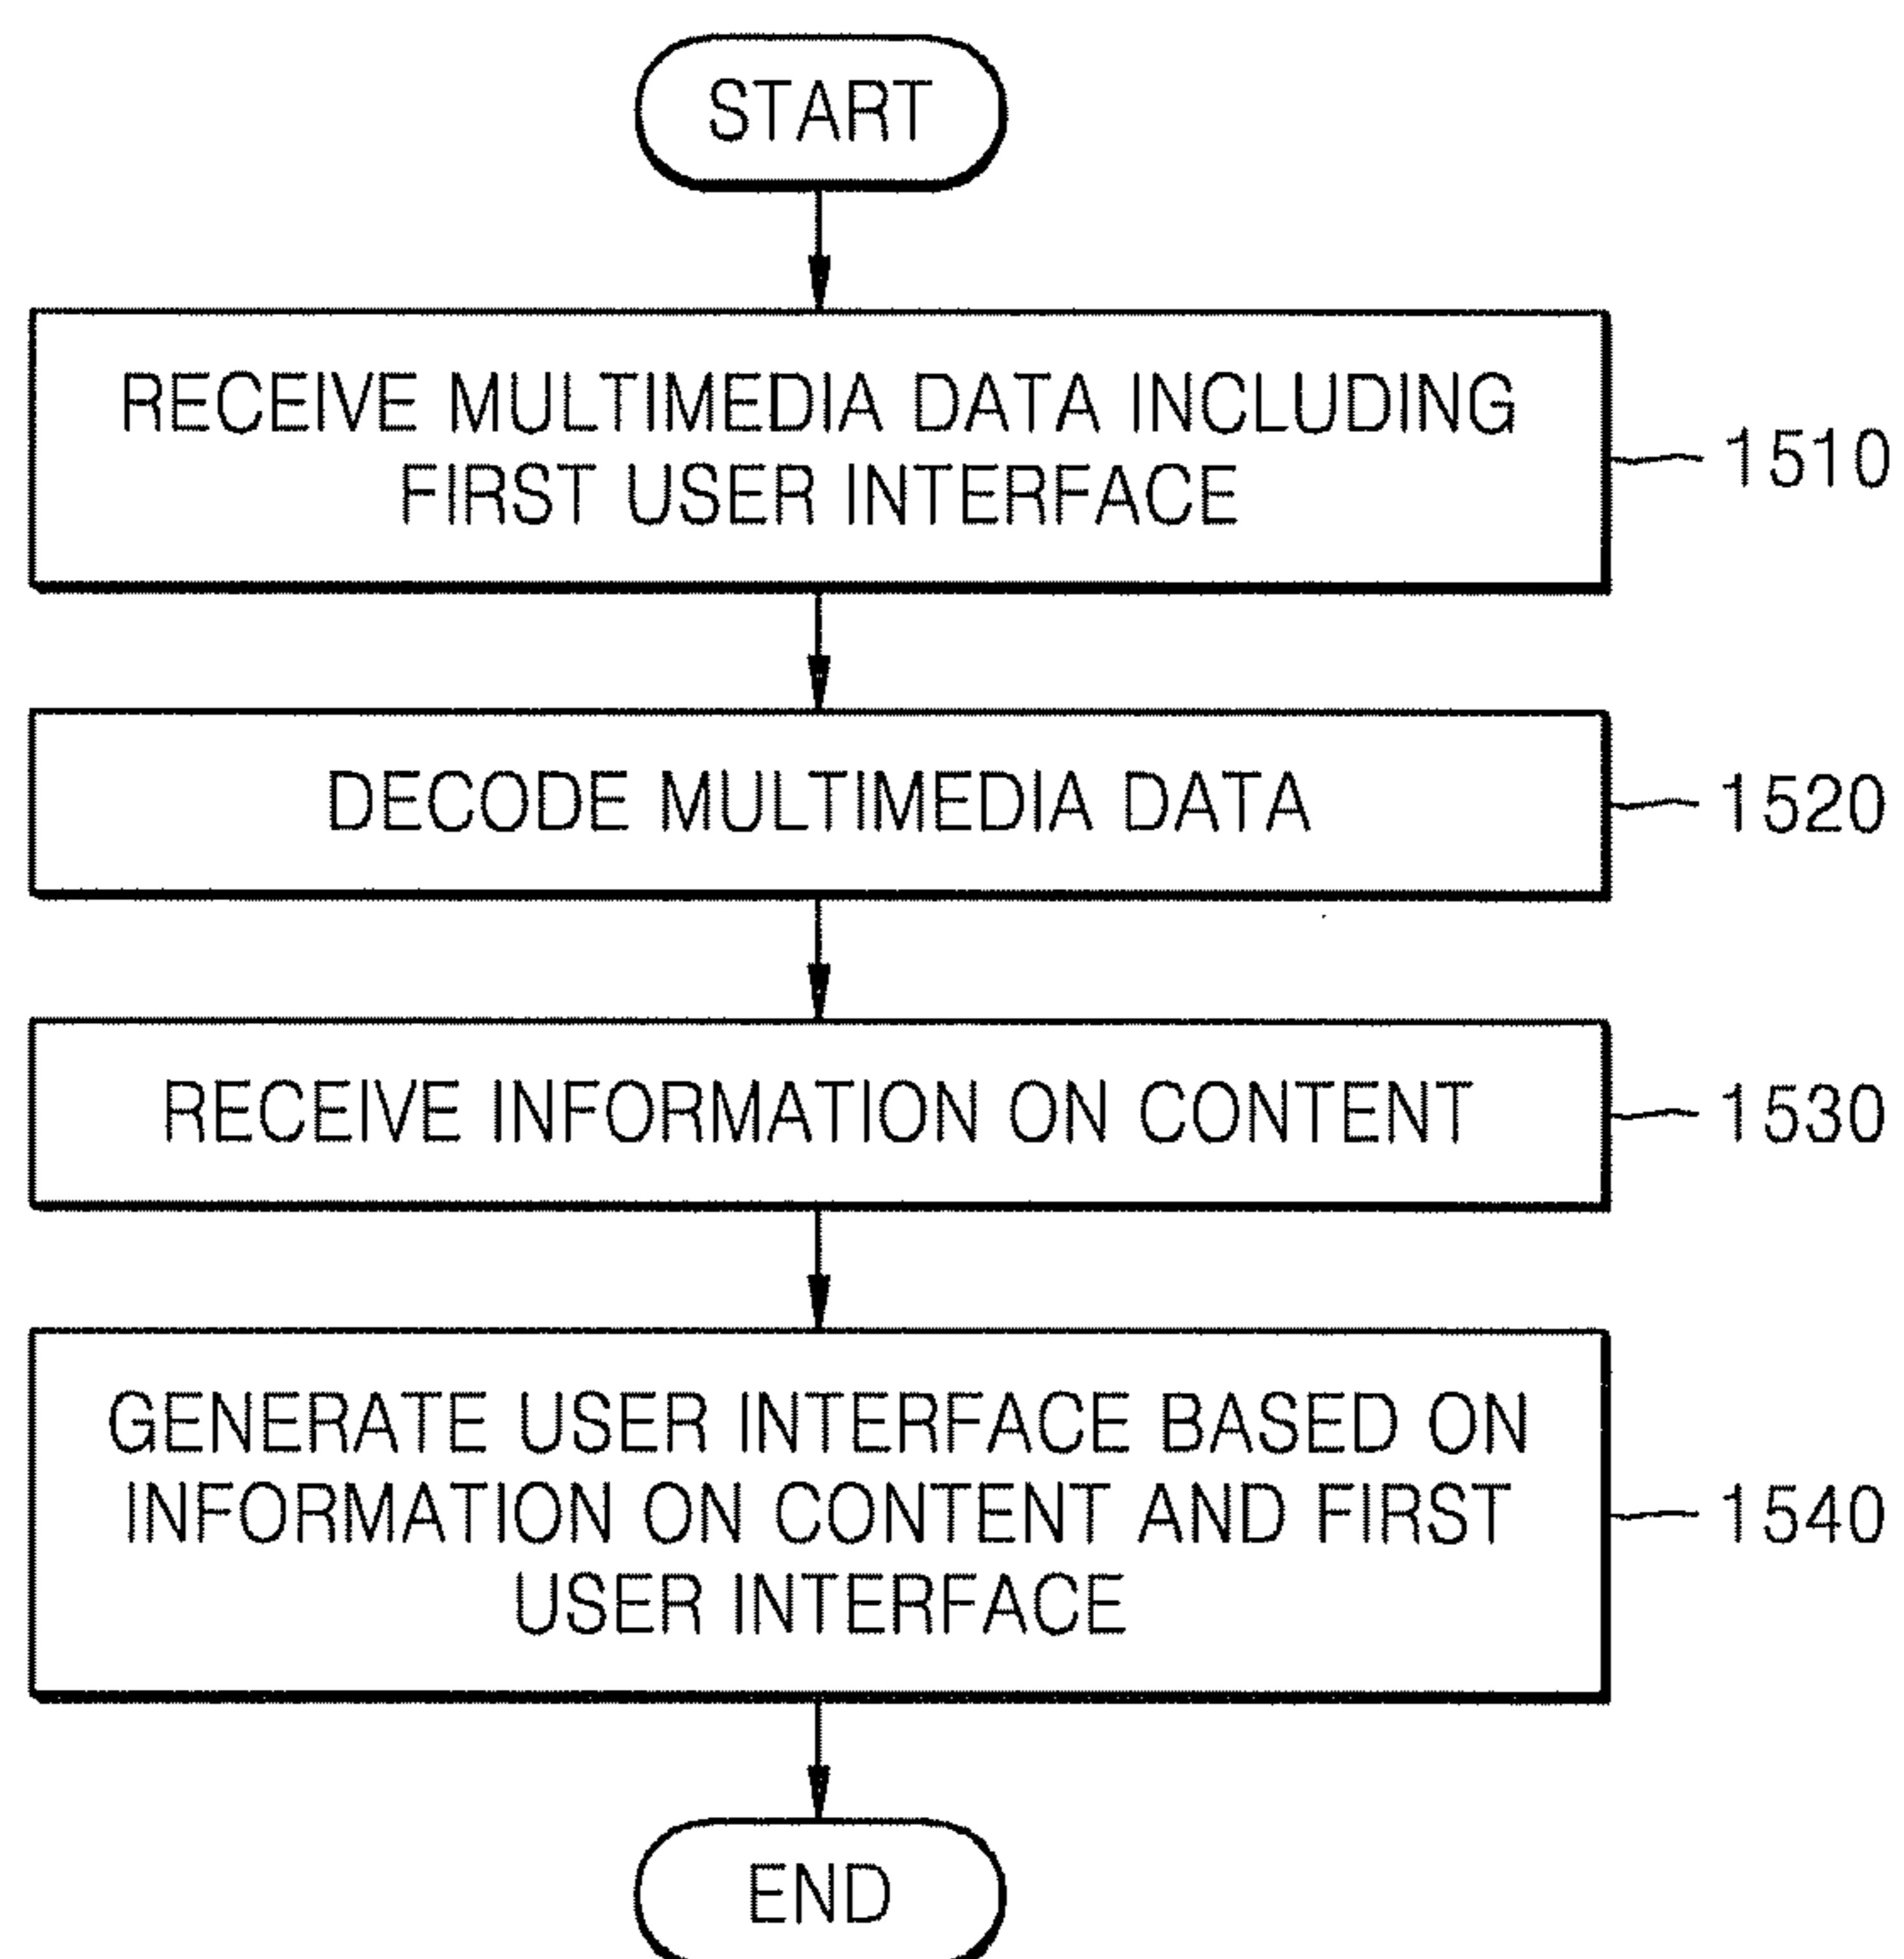 START
RECEIVE MULTIMEDIA DATA INCLUDING
FIRST USER INTERFACE
1510
DECODE MULTIMEDIA DATA
1520
RECEIVE INFORMATION ON CONTENT
1530
GENERATE USER INTERFACE BASED ON
INFORMATION ON CONTENT AND FIRST
USER INTERFACE
1540
END